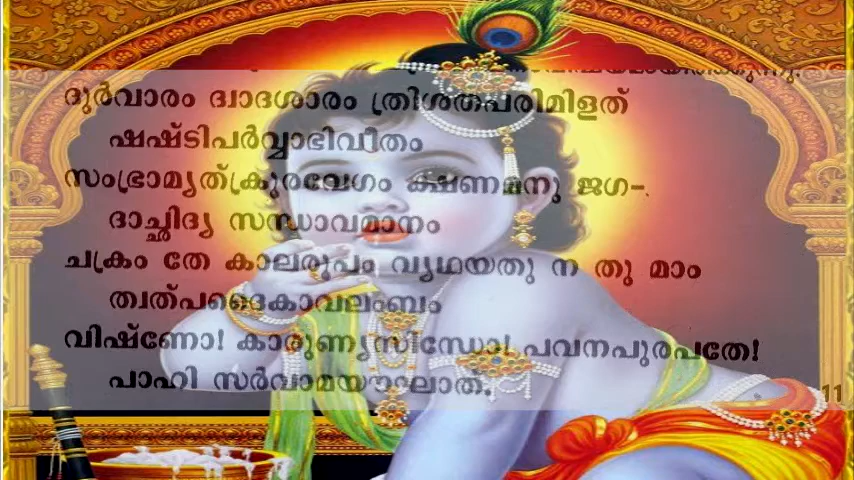 ദുർവാരം ദ്വാദശാരം ത്രിശതപരിമിളത്
ഷഷ്ടിപർവ്വാഭിവീതം
സംഭ്രാമ്യത്ക്രൂരവേഗം ക്ഷണമനു ജഗ-
ദാച്ഛിദ്യ സന്ധാവമാനം
ചക്രം തേ കാലരൂപം വ്യഥയതു ന തു മാം
ത്വത്പദൈകാവലംബം
വിഷ്ണോ! കാരുണ്യസിന്ധോ! പവനപുരപതേ!
പാഹി സർവാമയൗഘാത്.
11